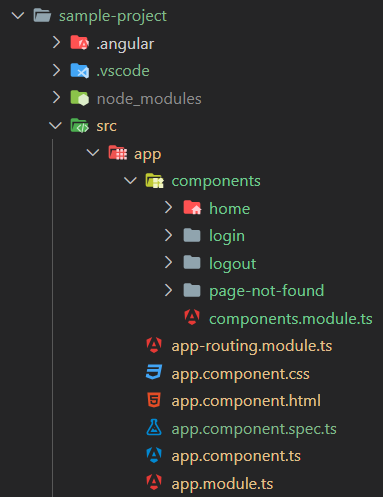 sample-project
.angular
.vscode
node_modules
src
app
components
home
login
logout
page-not-found
components.module.ts
app-routing.module.ts
app.component.css
app.component.html
app.component.spec.ts
app.component.ts
app.module.ts